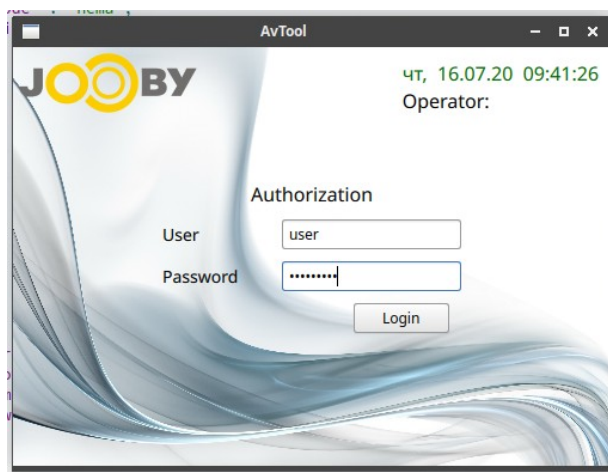 AvTool
JOOBY
чт, 16.07.20 09:41:26
Operator:
Authorization
User user
Password •••••••••
Login